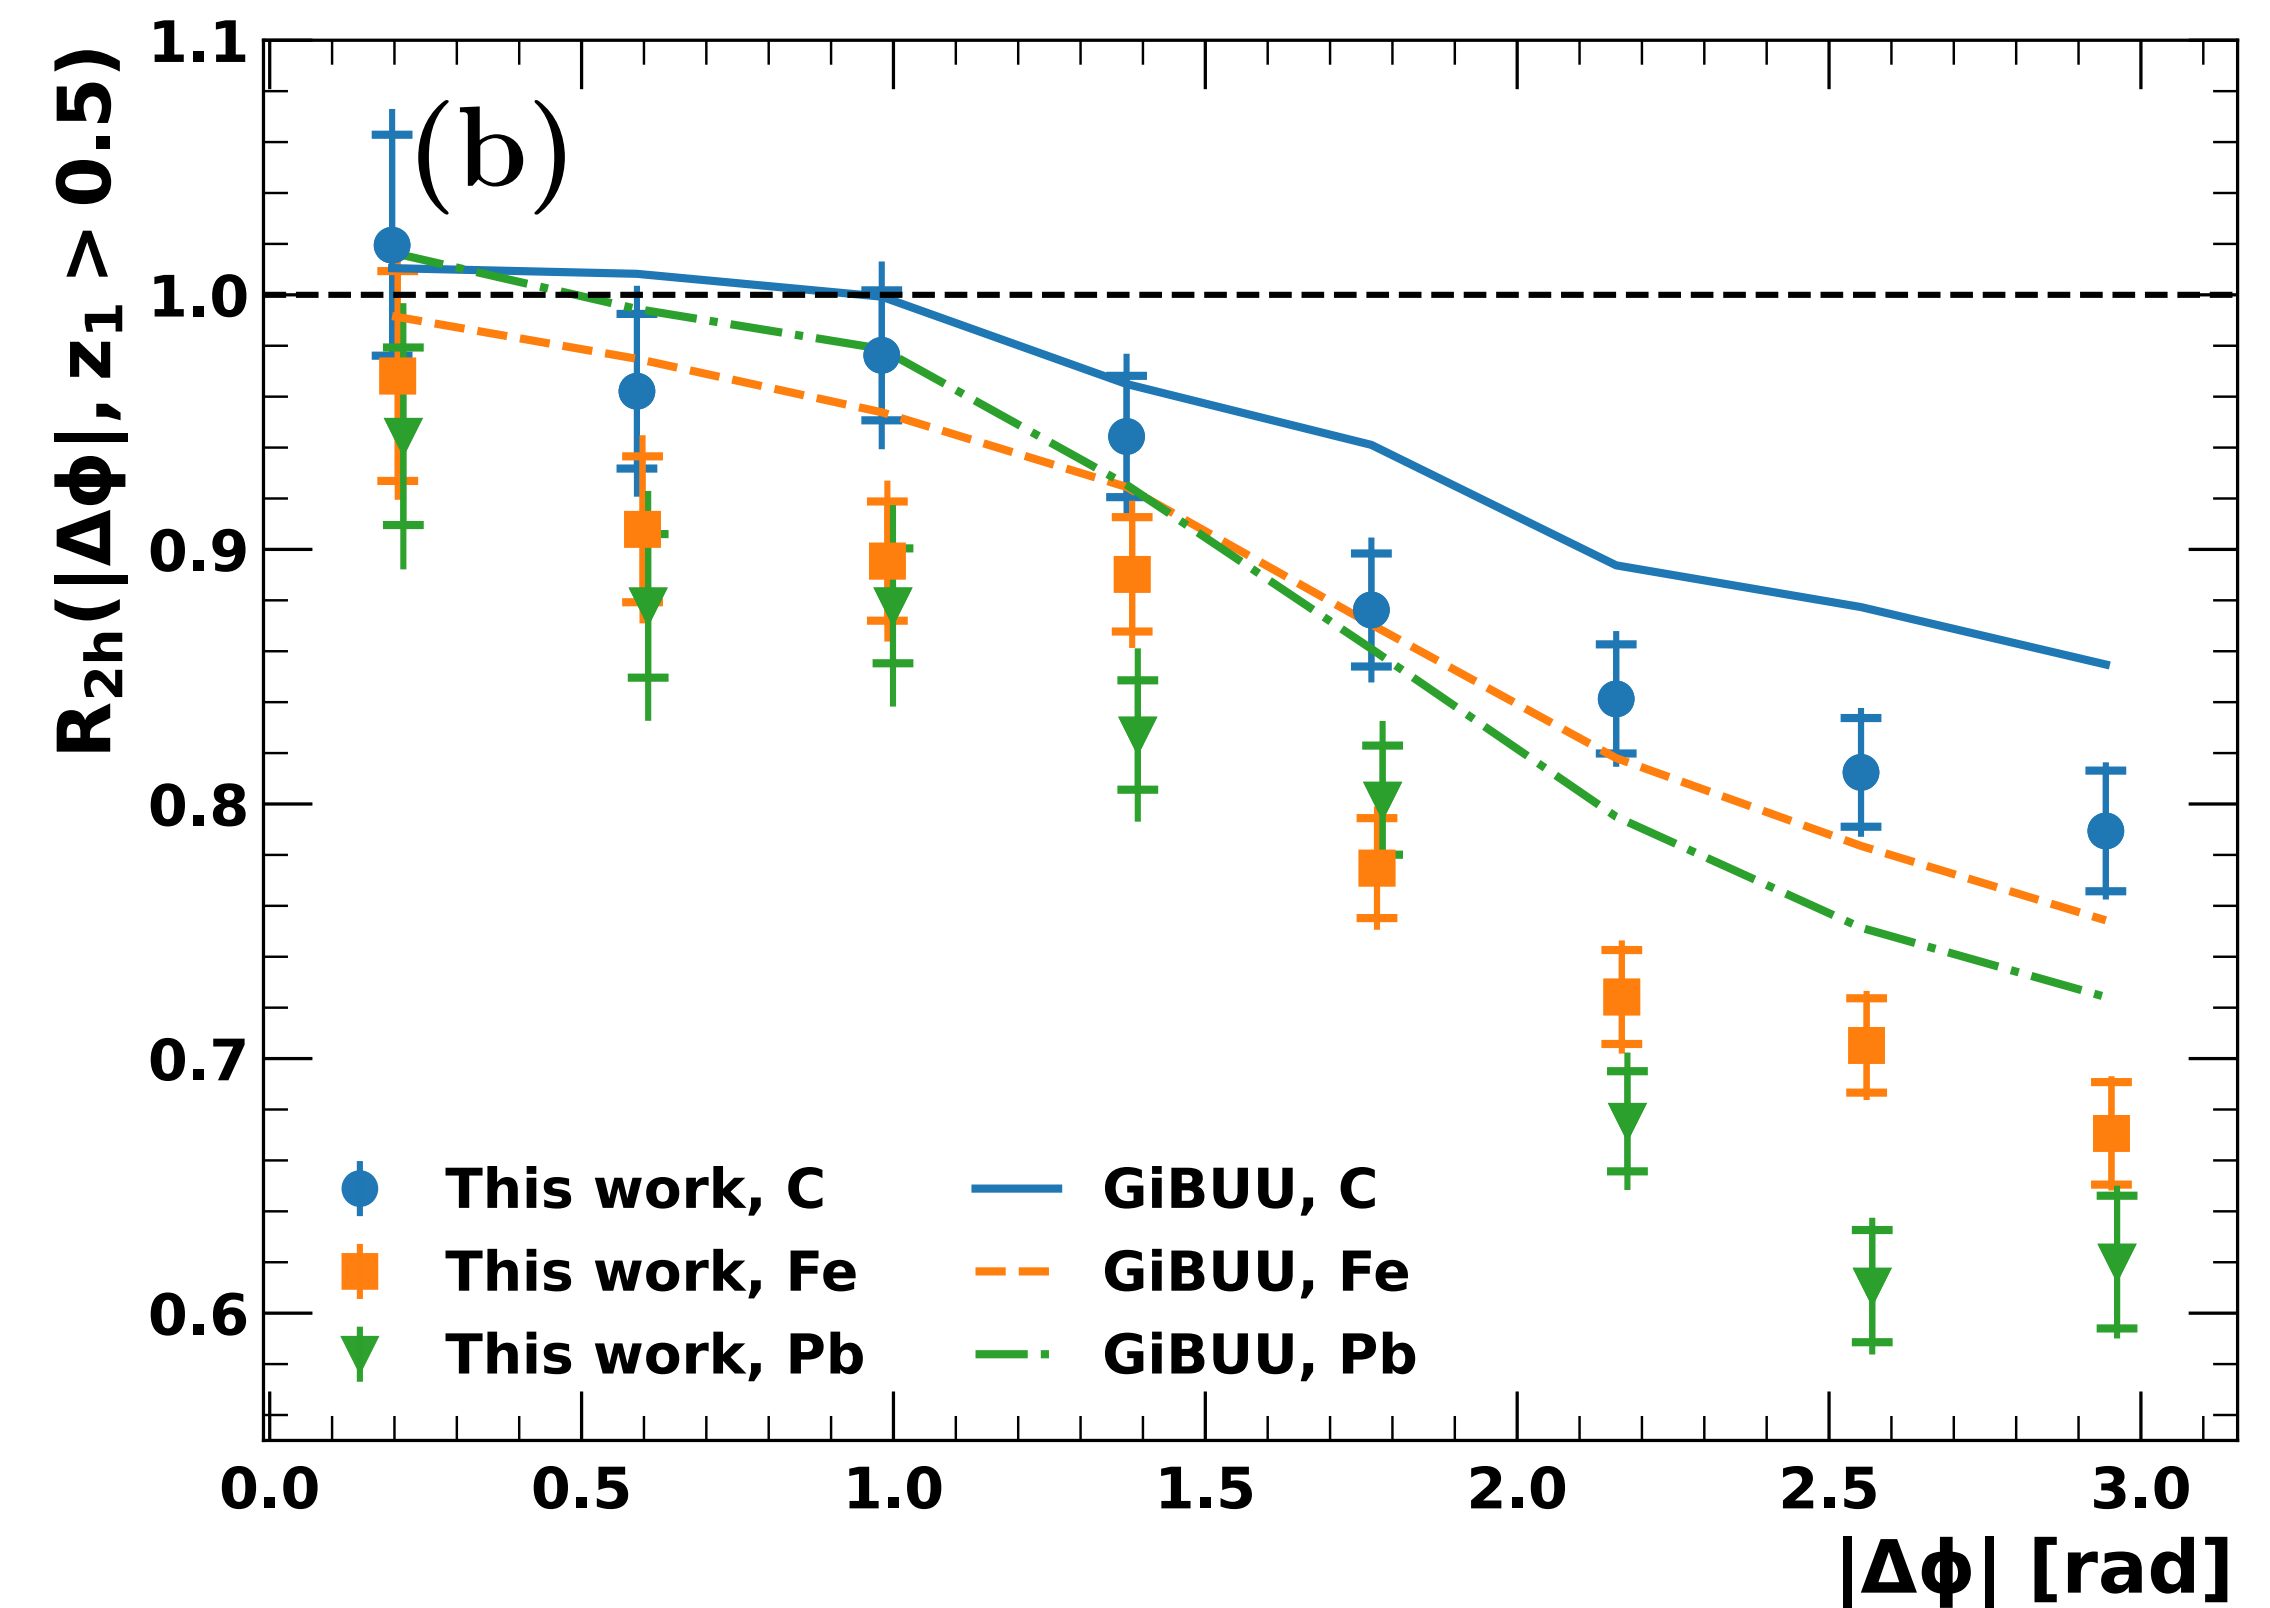 R2h(|Δϕ|, z1 > 0.5)
1.1
1.0
0.9
0.8
0.7
0.6
(b)
This work, C
This work, Fe
This work, Pb
GiBUU, C
GiBUU, Fe
GiBUU, Pb
0.0 0.5 1.0 1.5 2.0 2.5 3.0
|Δϕ| [rad]